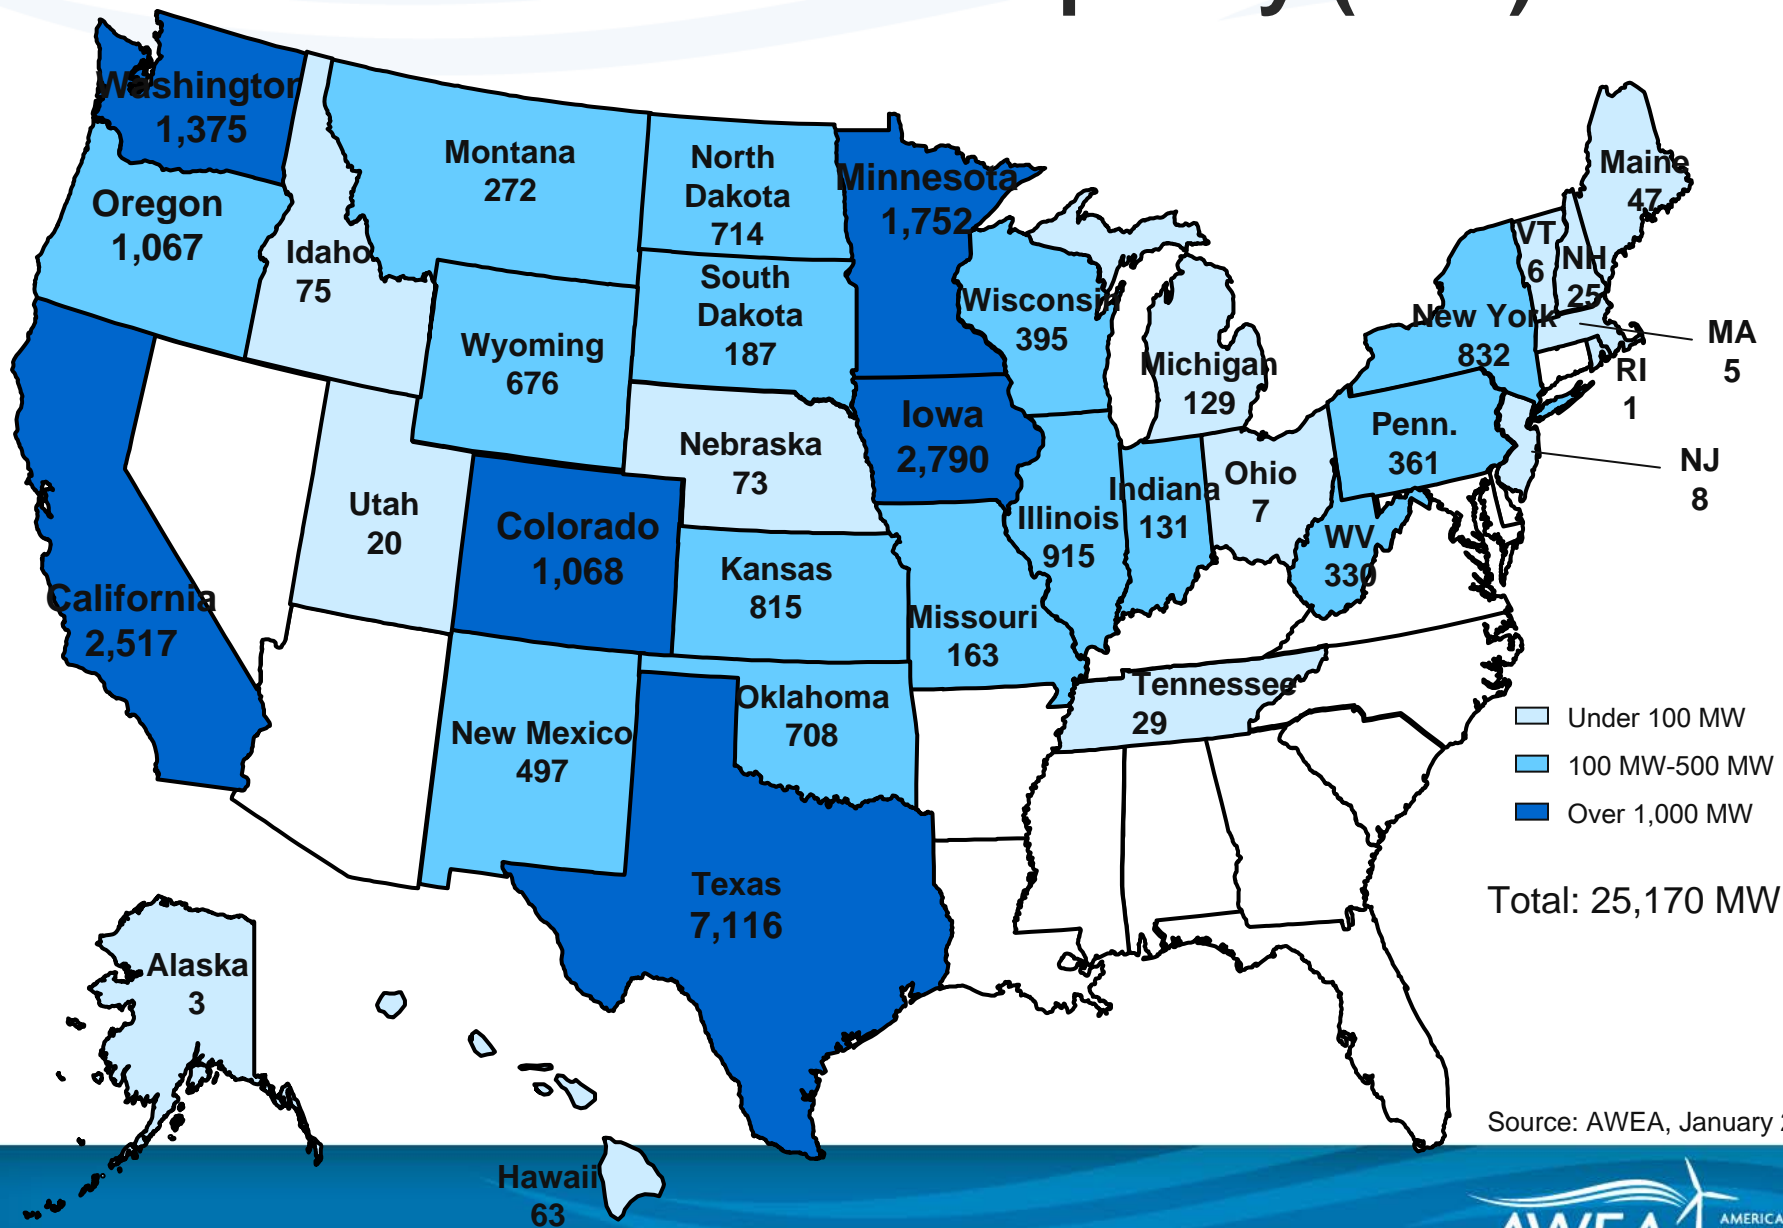 Washington
1,375
Oregon
1,067
California
2,517
Idaho
75
Montana
272
Wyoming
676
Utah
20
Colorado
1,068
New Mexico
497
North
Dakota
714
South
Dakota
187
Nebraska
73
Kansas
815
Oklahoma
708
Texas
7,116
Minnesota
1,752
Iowa
2,790
Missouri
163
Wisconsin
395
Illinois
915
Michigan
129
Indiana
131
Ohio
7
WV
330
Tennessee
29
Penn.
361
New York
832
VT
6
NH
25
Maine
47
MA
5
RI
1
NJ
8
Alaska
3
Hawaii
63
Under 100 MW
100 MW-500 MW
Over 1,000 MW
Total: 25,170 MW
Source: AWEA, January
AWEA